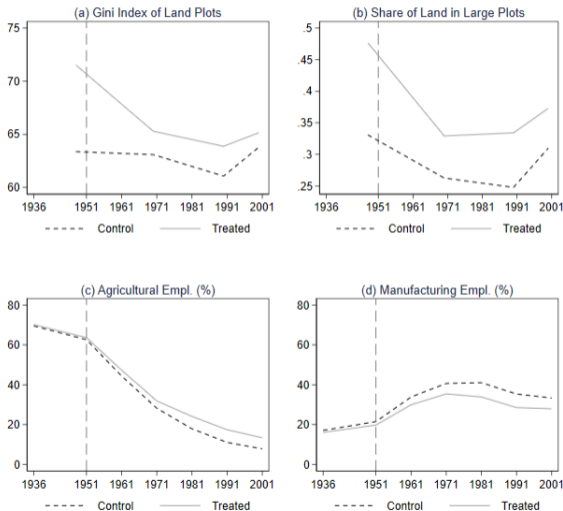 (a) Gini Index of Land Plots
75
70
65
60
1936 1951 1961 1971 1981 1991 2001
Control Treated
(b) Share of Land in Large Plots
.5
.45
.4
.35
.3
.25
1936 1951 1961 1971 1981 1991 2001
Control Treated
(c) Agricultural Empl. (%)
80
60
40
20
0
1936 1951 1961 1971 1981 1991 2001
Control Treated
(d) Manufacturing Empl. (%)
80
60
40
20
0
1936 1951 1961 1971 1981 1991 2001
Control Treated